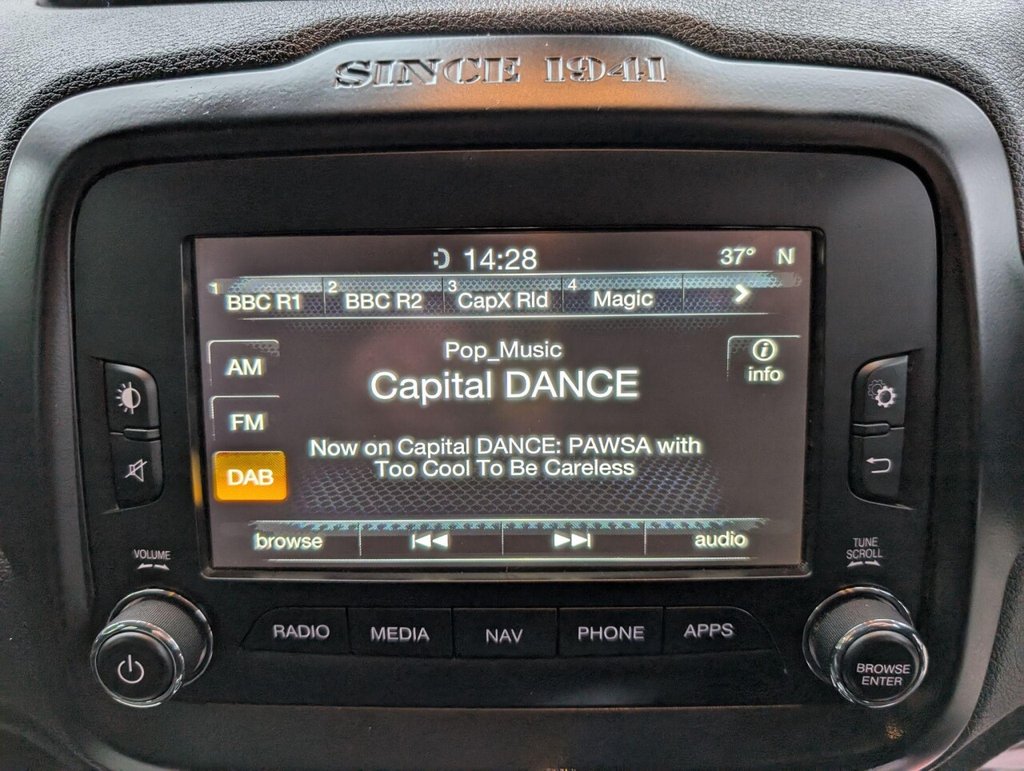 SINCE 1941
14:28 37° N
1 BBC R1 2 BBC R2 3 CapX Rld 4 Magic
Pop_Music
info
AM
Capital DANCE
FM
Now on Capital DANCE: PAWSA with
Too Cool To Be Careless
DAB
browse audio
VOLUME
TUNE
SCROLL
RADIO MEDIA NAV PHONE APPS
BROWSE
ENTER